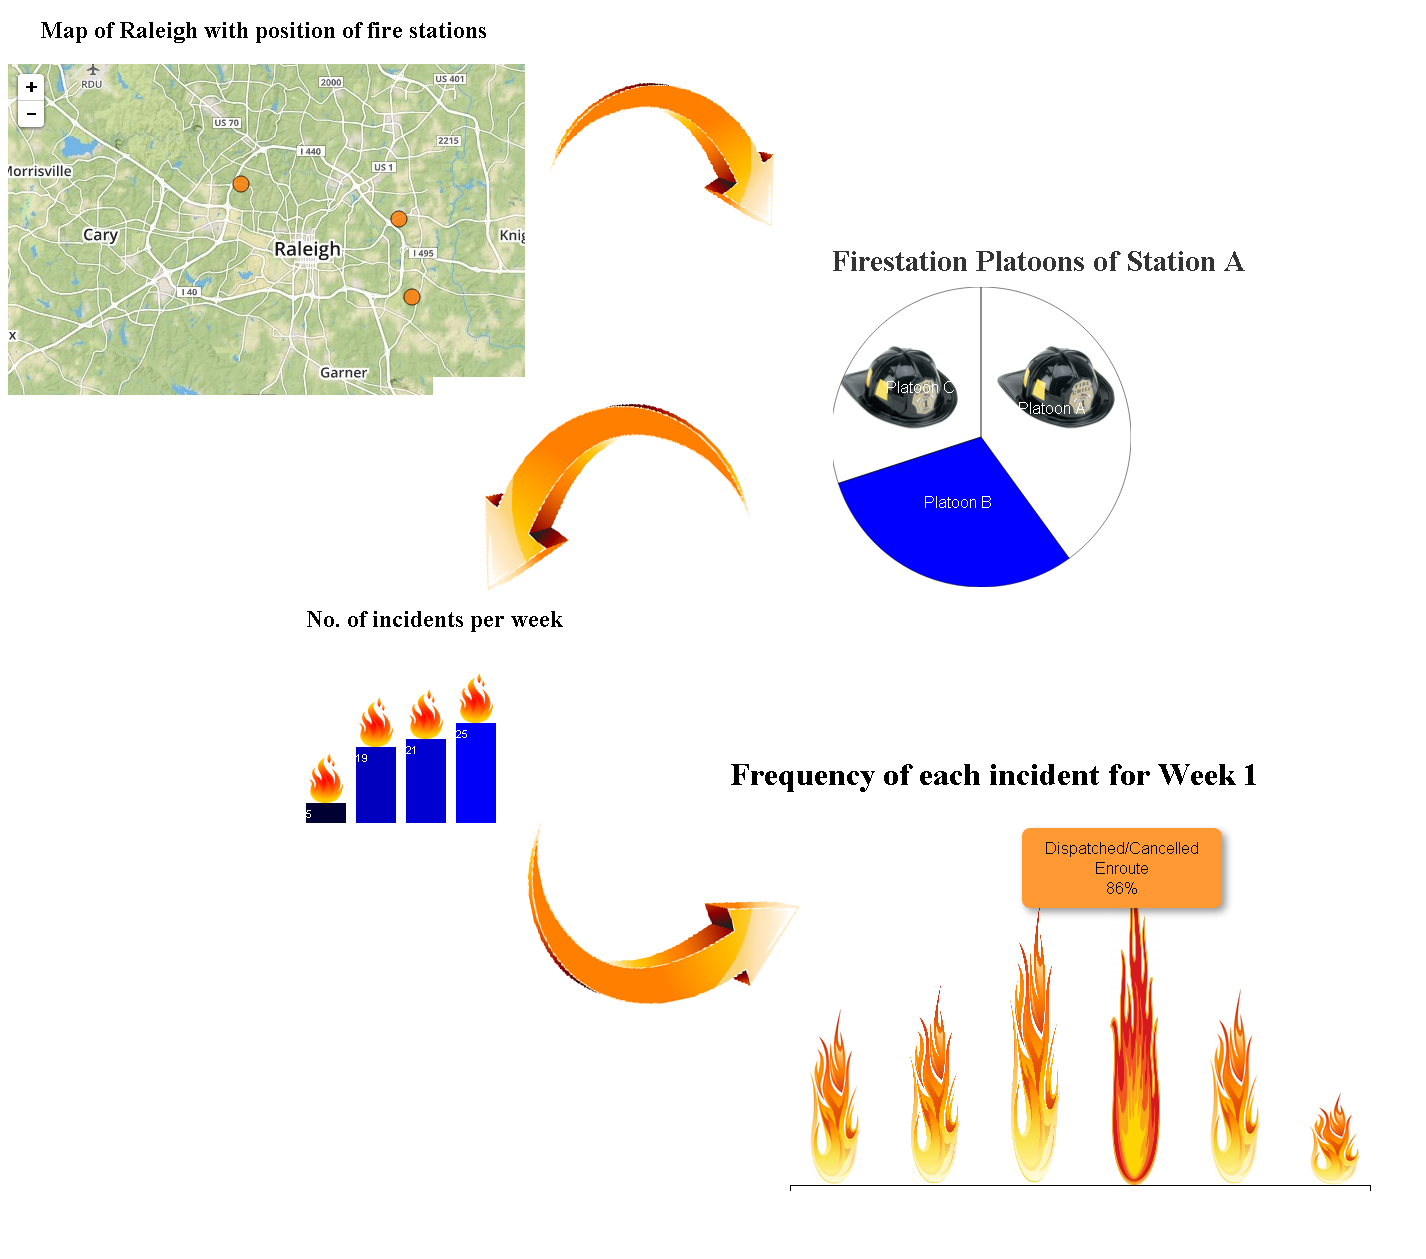 Map of Raleigh with position of fire stations
+
−
RDU
2000
US 401
US 70
2215
I 440
US 1
Morrisville
Cary
Raleigh
I 495
I 40
x
Garner
Firestation Platoons of Station A
Platoon C
Platoon A
Platoon B
No. of incidents per week
5
19
21
25
Frequency of each incident for Week 1
Dispatched/Cancelled
Enroute
86%